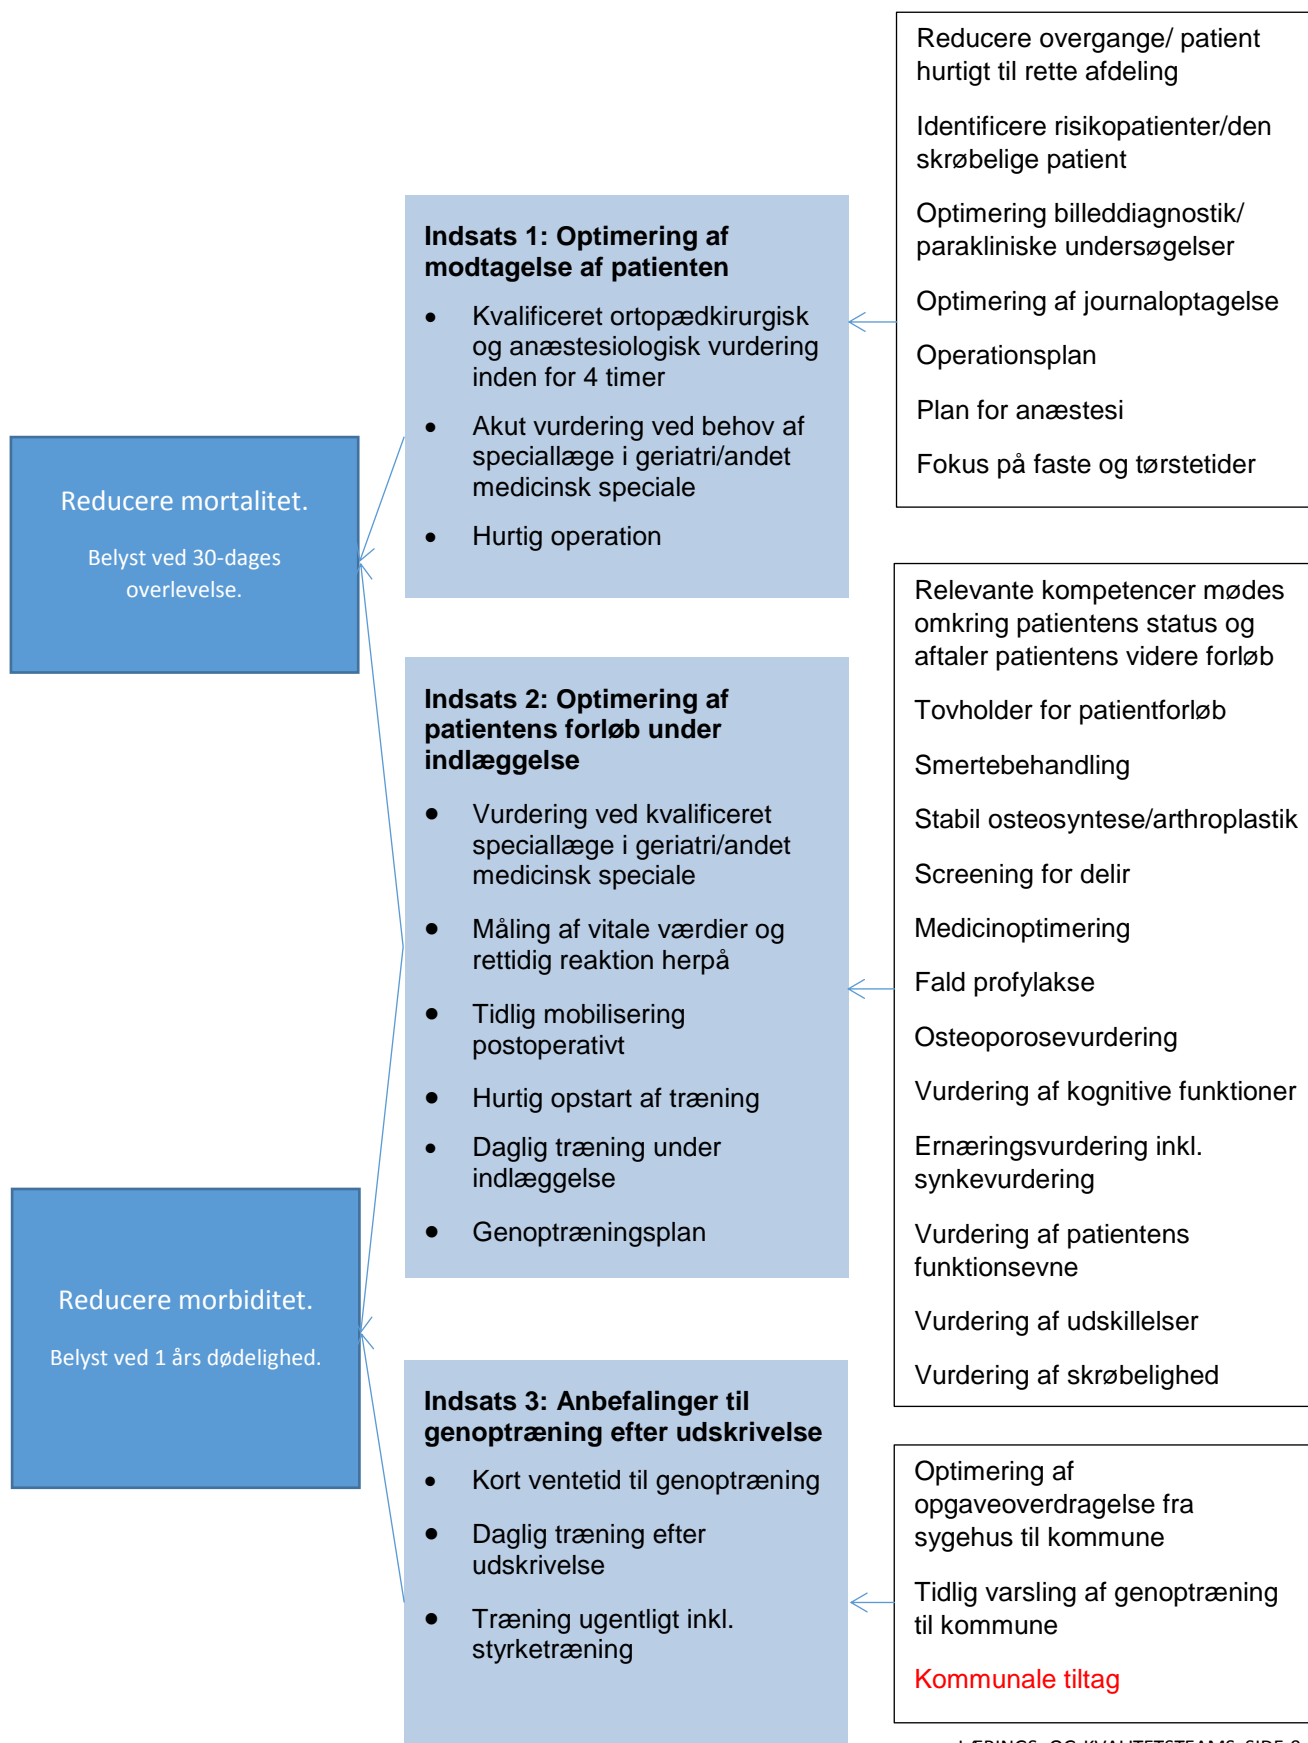 Reducere mortalitet.
Belyst ved 30-dages
overlevelse.
Reducere morbiditet.
Belyst ved 1 års dødelighed.
Indsats 1: Optimering af
modtagelse af patienten
• Kvalificeret ortopædkirurgisk
og anæstesiologisk vurdering
inden for 4 timer
• Akut vurdering ved behov af
speciallæge i geriatri/andet
medicinsk speciale
• Hurtig operation
Indsats 2: Optimering af
patientens forløb under
indlæggelse
• Vurdering ved kvalificeret
speciallæge i geriatri/andet
medicinsk speciale
• Måling af vitale værdier og
rettidig reaktion herpå
• Tidlig mobilisering
postoperativt
• Hurtig opstart af træning
• Daglig træning under
indlæggelse
• Genoptræningsplan
Indsats 3: Anbefalinger til
genoptræning efter udskrivelse
• Kort ventetid til genoptræning
• Daglig træning efter
udskrivelse
• Træning ugentligt inkl.
styrketræning
Reducere overgange/ patient
hurtigt til rette afdeling
Identificere risikopatienter/den
skrøbelige patient
Optimering billeddiagnostik/
parakliniske undersøgelser
Optimering af journaloptagelse
Operationsplan
Plan for anæstesi
Fokus på faste og tørstetider
Relevante kompetencer mødes
omkring patientens status og
aftaler patientens videre forløb
Tovholder for patientforløb
Smertebehandling
Stabil osteosyntese/arthroplastik
Screening for delir
Medicinoptimering
Fald profylakse
Osteoporosevurdering
Vurdering af kognitive funktioner
Ernæringsvurdering inkl.
synkevurdering
Vurdering af patientens
funktionsevne
Vurdering af udskillelser
Vurdering af skrøbelighed
Optimering af
opgaveoverdragelse fra
sygehus til kommune
Tidlig varsling af genoptræning
til kommune
Kommunale tiltag
LÆRINGS- OG KVALITETSTEAMS, SIDE